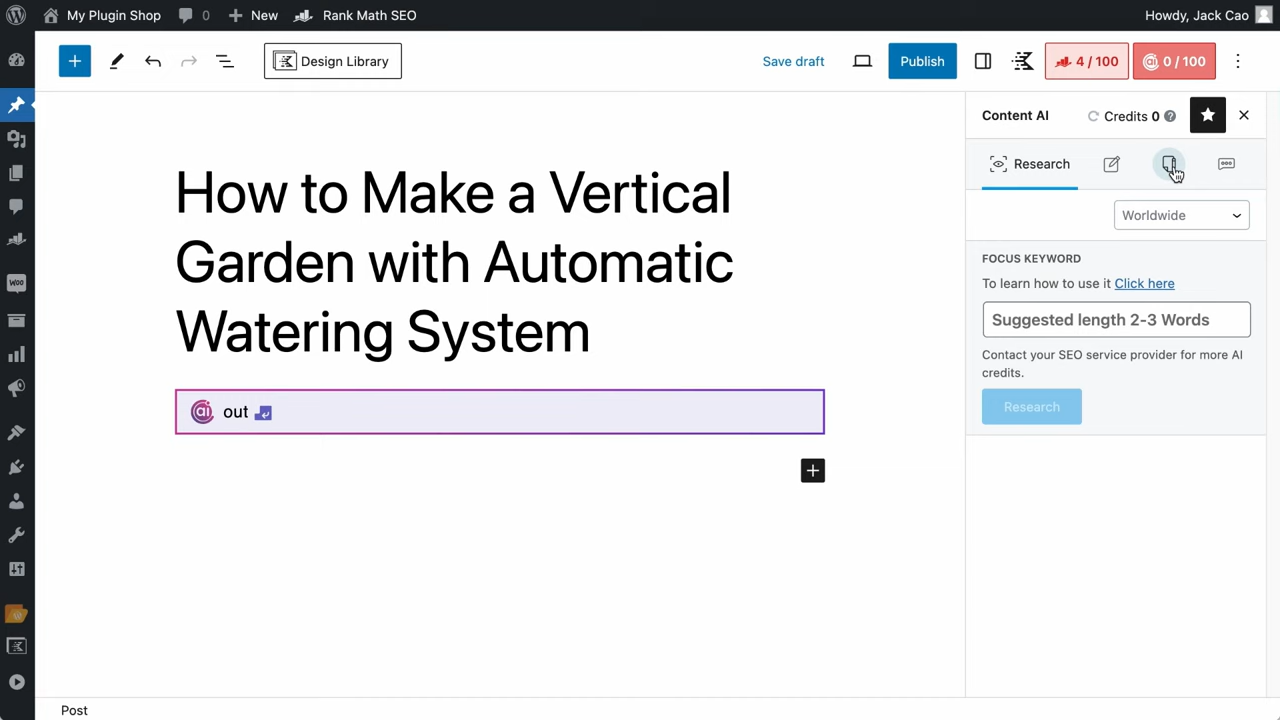 My Plugin Shop 0 New Rank Math SEO Howdy, Jack Cao
Design Library Save draft Publish 4 / 100 ai 0 / 100
Content AI Credits 0 ?
Research
Worldwide
FOCUS KEYWORD
To learn how to use it Click here
Suggested length 2-3 Words
Contact your SEO service provider for more AI
credits.
Research
How to Make a Vertical
Garden with Automatic
Watering System
ai out
WOO
Post